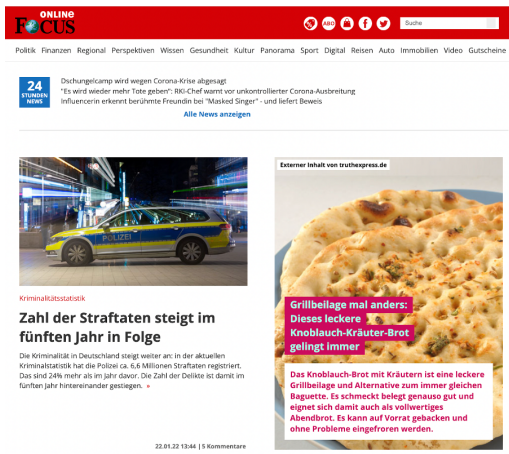 ONLINE
FOCUS
ABO
Suche
Politik Finanzen Regional Perspektiven Wissen Gesundheit Kultur Panorama Sport Digital Reisen Auto Immobilien Video Gutscheine
24
STUNDEN
NEWS
Dschungelcamp wird wegen Corona-Krise abgesagt
"Es wird wieder mehr Tote geben": RKI-Chef warnt vor unkontrollierter Corona-Ausbreitung
Influencerin erkennt berühmte Freundin bei "Masked Singer" - und liefert Beweis
Alle News anzeigen
POLIZEI
Kriminalitätsstatistik
Zahl der Straftaten steigt im
fünften Jahr in Folge
Die Kriminalität in Deutschland steigt weiter an: in der aktuellen
Kriminalstatistik hat die Polizei ca. 6,6 Millionen Straftaten registriert.
Das sind 24% mehr als im Jahr davor. Die Zahl der Delikte ist damit im
fünften Jahr hintereinander gestiegen. »
22.01.22 13:44 | 5 Kommentare
Externer Inhalt von truthexpress.de
Grillbeilage mal anders:
Dieses leckere
Knoblauch-Kräuter-Brot
gelingt immer
Das Knoblauch-Brot mit Kräutern ist eine leckere
Grillbeilage und Alternative zum immer gleichen
Baguette. Es schmeckt belegt genauso gut und
eignet sich damit auch als vollwertiges
Abendbrot. Es kann auf Vorrat gebacken und
ohne Probleme eingefroren werden.